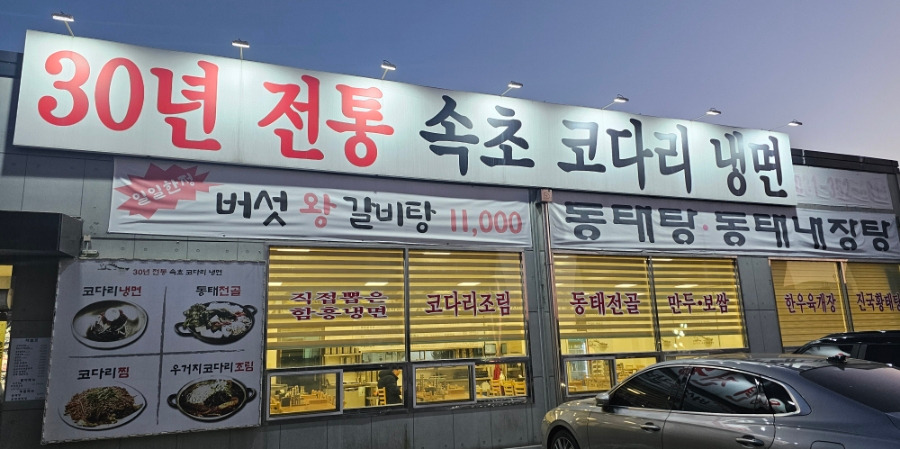 30년 전통 속초 코다리 냉면
일일한정
버섯 왕 갈비탕 11,000
동태탕·동태내장탕
30년 전통 속초 코다리 냉면
코다리냉면
동태전골
코다리찜
우거지코다리조림
직접뽑은
함흥냉면
코다리조림
동태전골
만두·보쌈
한우육개장
진국황태탕